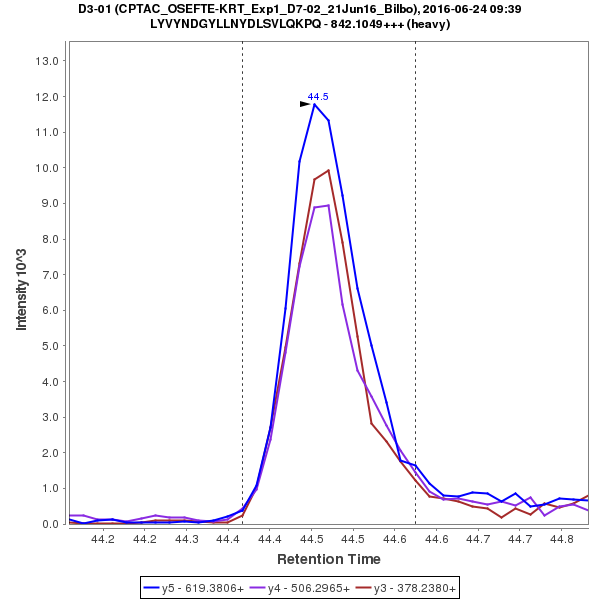 D3-01 (CPTAC_OSEFTE-KRT_Exp1_D7-02_21Jun16_Bilbo), 2016-06-24 09:39
LYVYNDGYLLNYDLSVLQKPQ - 842.1049+++ (heavy)
Intensity 10^3
13.0
12.0
11.0
10.0
9.0
8.0
7.0
6.0
5.0
4.0
3.0
2.0
1.0
0.0
44.5
44.2 44.2 44.3 44.4 44.4 44.5 44.5 44.6 44.6 44.7 44.7 44.8
Retention Time
y5 - 619.3806+ y4 - 506.2965+ y3 - 378.2380+